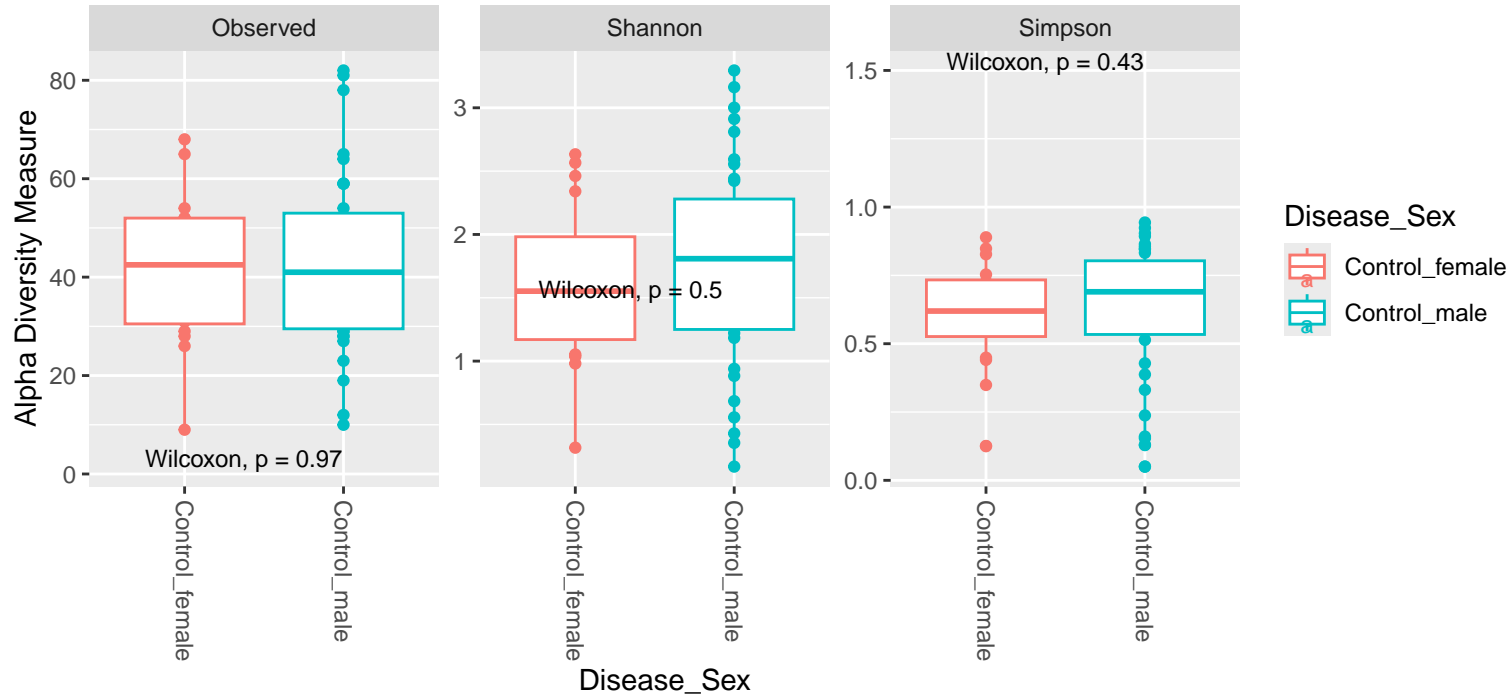 Observed
Shannon
Simpson
Alpha Diversity Measure
80
60
40
20
0
Wilcoxon, p = 0.97
3
2
1
Wilcoxon, p = 0.5
1.5
1.0
0.5
0.0
Wilcoxon, p = 0.43
Control_female
Control_male
Control_female
Control_male
Control_female
Control_male
Disease_Sex
Disease_Sex
a Control_female
a Control_male